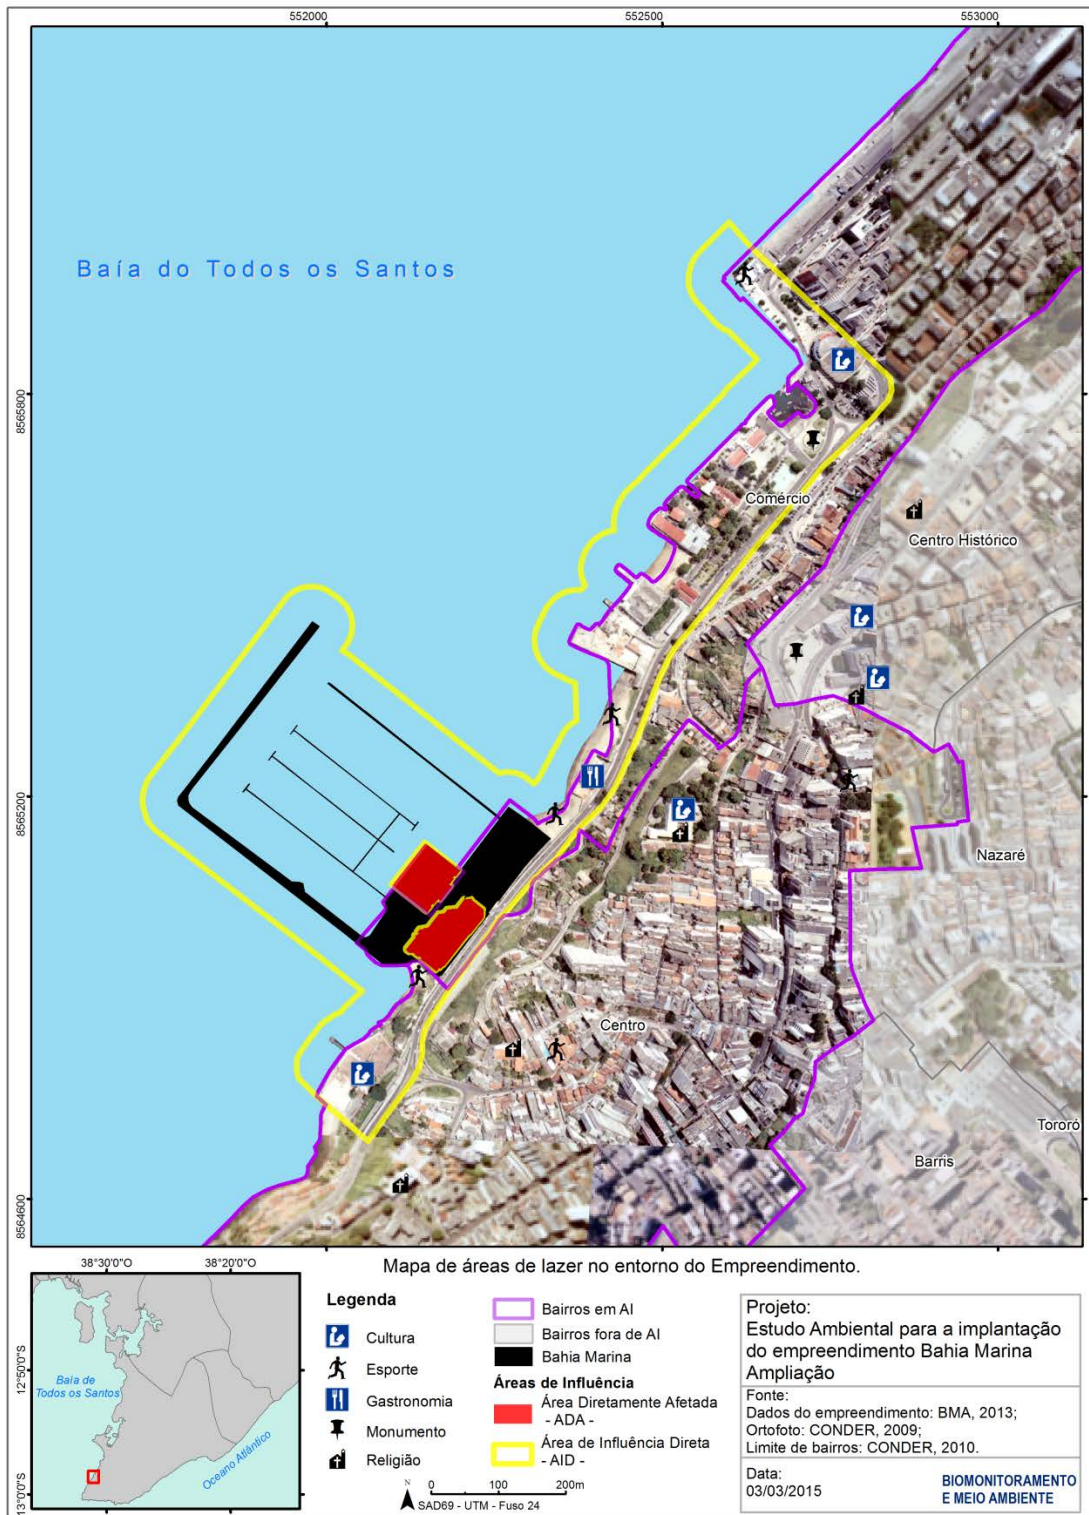 552000 552500 553000
8565800
8565200
8564600
Baía do Todos os Santos
Comércio
Centro Histórico
Nazaré
Centro
Tororó
Barris
Mapa de áreas de lazer no entorno do Empreendimento.
38°30'0"O 38°20'0"O
12°50'0"S
13°0'0"S
Baía de
Todos os Santos
Oceano Atlântico
Legenda
Cultura
Esporte
Gastronomia
Monumento
Religião
Bairros em AI
Bairros fora de AI
Bahia Marina
Áreas de Influência
Área Diretamente Afetada
- ADA -
Área de Influência Direta
- AID -
N
0 100 200m
SAD69 - UTM - Fuso 24
Projeto:
Estudo Ambiental para a implantação
do empreendimento Bahia Marina
Ampliação
Fonte:
Dados do empreendimento: BMA, 2013;
Ortofoto: CONDER, 2009;
Limite de bairros: CONDER, 2010.
Data:
03/03/2015
BIOMONITORAMENTO
E MEIO AMBIENTE